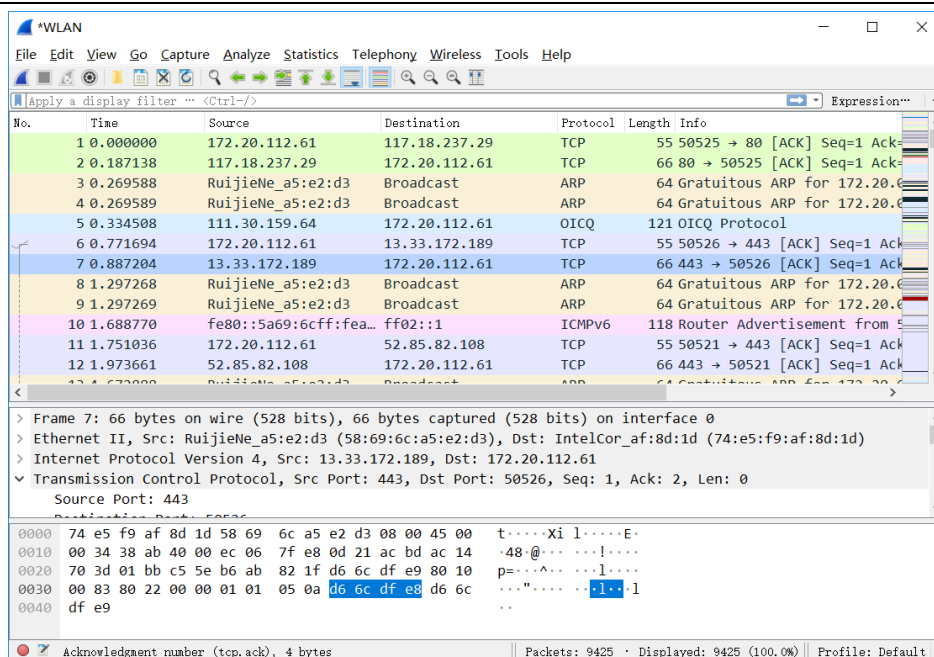 *WLAN
File Edit View Go Capture Analyze Statistics Telephony Wireless Tools Help
Apply a display filter … <Ctrl-/> Expression…
No. Time Source Destination Protocol Length Info
1 0.000000 172.20.112.61 117.18.237.29 TCP 55 50525 → 80 [ACK] Seq=1 Ack=
2 0.187138 117.18.237.29 172.20.112.61 TCP 66 80 → 50525 [ACK] Seq=1 Ack=
3 0.269588 RuijieNe_a5:e2:d3 Broadcast ARP 64 Gratuitous ARP for 172.20.
4 0.269589 RuijieNe_a5:e2:d3 Broadcast ARP 64 Gratuitous ARP for 172.20.
5 0.334508 111.30.159.64 172.20.112.61 OICQ 121 OICQ Protocol
6 0.771694 172.20.112.61 13.33.172.189 TCP 55 50526 → 443 [ACK] Seq=1 Ack
7 0.887204 13.33.172.189 172.20.112.61 TCP 66 443 → 50526 [ACK] Seq=1 Ack
8 1.297268 RuijieNe_a5:e2:d3 Broadcast ARP 64 Gratuitous ARP for 172.20.
9 1.297269 RuijieNe_a5:e2:d3 Broadcast ARP 64 Gratuitous ARP for 172.20.
10 1.688770 fe80::5a69:6cff:fea… ff02::1 ICMPv6 118 Router Advertisement from
11 1.751036 172.20.112.61 52.85.82.108 TCP 55 50521 → 443 [ACK] Seq=1 Ack
12 1.973661 52.85.82.108 172.20.112.61 TCP 66 443 → 50521 [ACK] Seq=1 Ack
Frame 7: 66 bytes on wire (528 bits), 66 bytes captured (528 bits) on interface 0
Ethernet II, Src: RuijieNe_a5:e2:d3 (58:69:6c:a5:e2:d3), Dst: IntelCor_af:8d:1d (74:e5:f9:af:8d:1d)
Internet Protocol Version 4, Src: 13.33.172.189, Dst: 172.20.112.61
Transmission Control Protocol, Src Port: 443, Dst Port: 50526, Seq: 1, Ack: 2, Len: 0
Source Port: 443
0000 74 e5 f9 af 8d 1d 58 69 6c a5 e2 d3 08 00 45 00 t·····Xi l·····E·
0010 00 34 38 ab 40 00 ec 06 7f e8 0d 21 ac bd ac 14 ·48·@··· ···!····
0020 70 3d 01 bb c5 5e b6 ab 82 1f d6 6c df e9 80 10 p=···^·· ···l····
0030 00 83 80 22 00 00 01 01 05 0a d6 6c df e8 d6 6c ···"···· ···l···l
0040 df e9 ··
Acknowledgment number (tcp.ack), 4 bytes Packets: 9425 · Displayed: 9425 (100.0%) Profile: Default